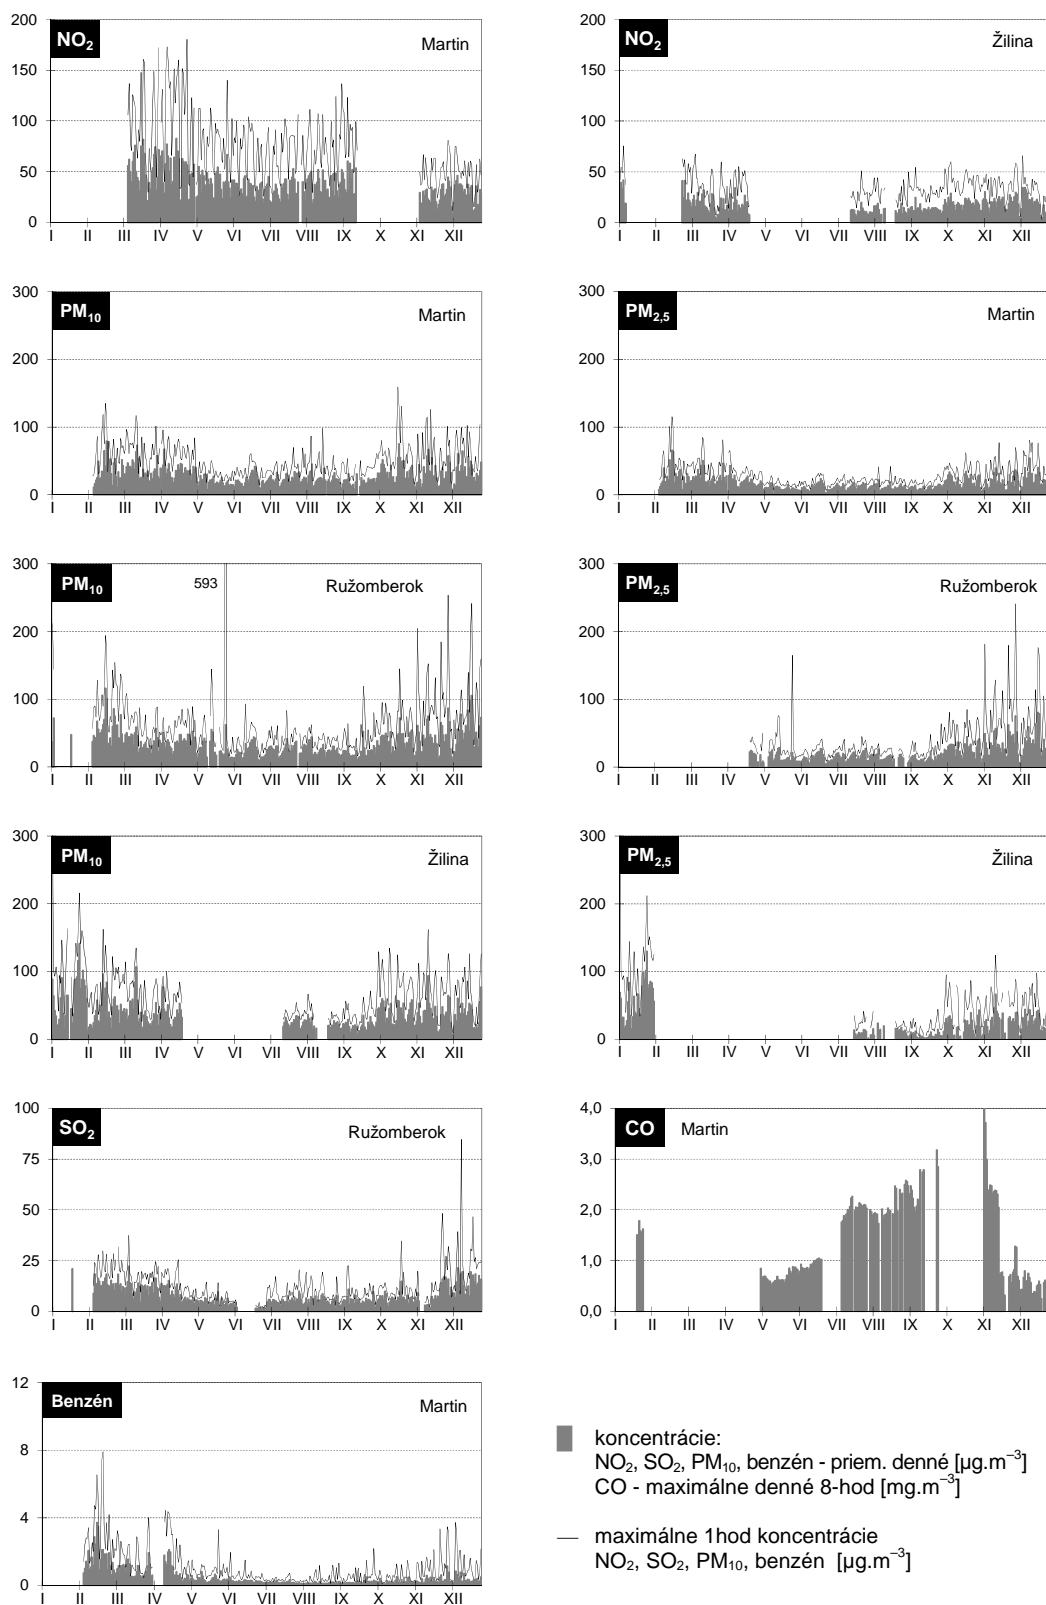 NO₂ Martin
200
150
100
50
0
I II III IV V VI VII VIII IX X XI XII
NO₂ Žilina
200
150
100
50
0
I II III IV V VI VII VIII IX X XI XII
PM₁₀ Martin
300
200
100
0
I II III IV V VI VII VIII IX X XI XII
PM₂,₅ Martin
300
200
100
0
I II III IV V VI VII VIII IX X XI XII
PM₁₀ 593 Ružomberok
300
200
100
0
I II III IV V VI VII VIII IX X XI XII
PM₂,₅ Ružomberok
300
200
100
0
I II III IV V VI VII VIII IX X XI XII
PM₁₀ Žilina
300
200
100
0
I II III IV V VI VII VIII IX X XI XII
PM₂,₅ Žilina
300
200
100
0
I II III IV V VI VII VIII IX X XI XII
SO₂ Ružomberok
100
75
50
25
0
I II III IV V VI VII VIII IX X XI XII
CO Martin
4,0
3,0
2,0
1,0
0,0
I II III IV V VI VII VIII IX X XI XII
Benzén Martin
12
8
4
0
I II III IV V VI VII VIII IX X XI XII
koncentrácie:
NO₂, SO₂, PM₁₀, benzén - priem. denné [µg.m⁻³]
CO - maximálne denné 8-hod [mg.m⁻³]
maximálne 1hod koncentrácie
NO₂, SO₂, PM₁₀, benzén [µg.m⁻³]